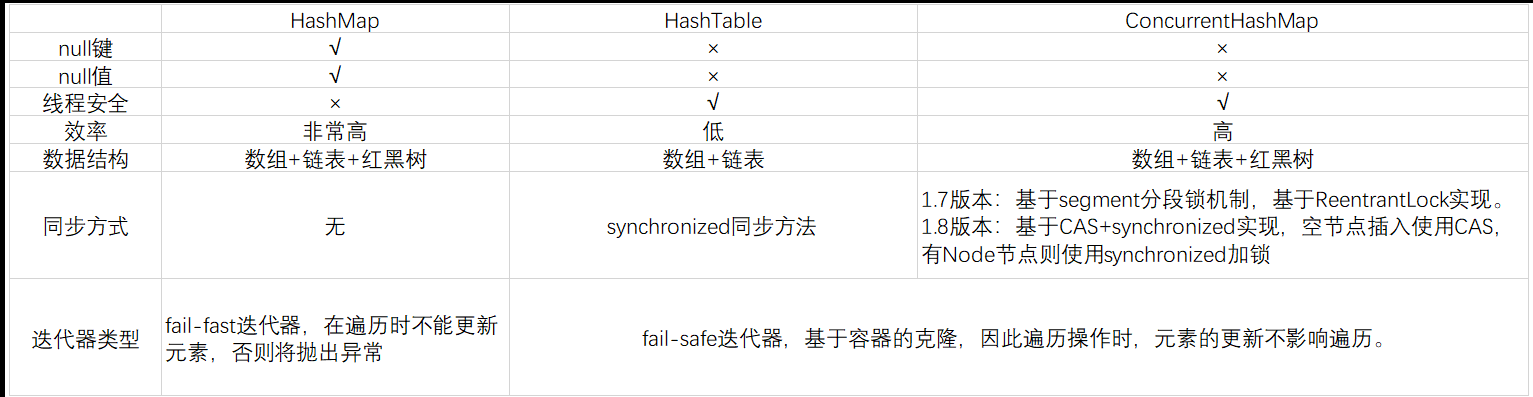 HashMap HashTable ConcurrentHashMap
null键 √ × ×
null值 √ × ×
线程安全 × √ √
效率 非常高 低 高
数据结构 数组+链表+红黑树 数组+链表 数组+链表+红黑树
同步方式 无 synchronized同步方法
1.7版本：基于segment分段锁机制，基于ReentrantLock实现。
1.8版本：基于CAS+synchronized实现，空节点插入使用CAS，
有Node节点则使用synchronized加锁
迭代器类型
fail-fast迭代器，在遍历时不能更新
元素，否则将抛出异常
fail-safe迭代器，基于容器的克隆，因此遍历操作时，元素的更新不影响遍历。